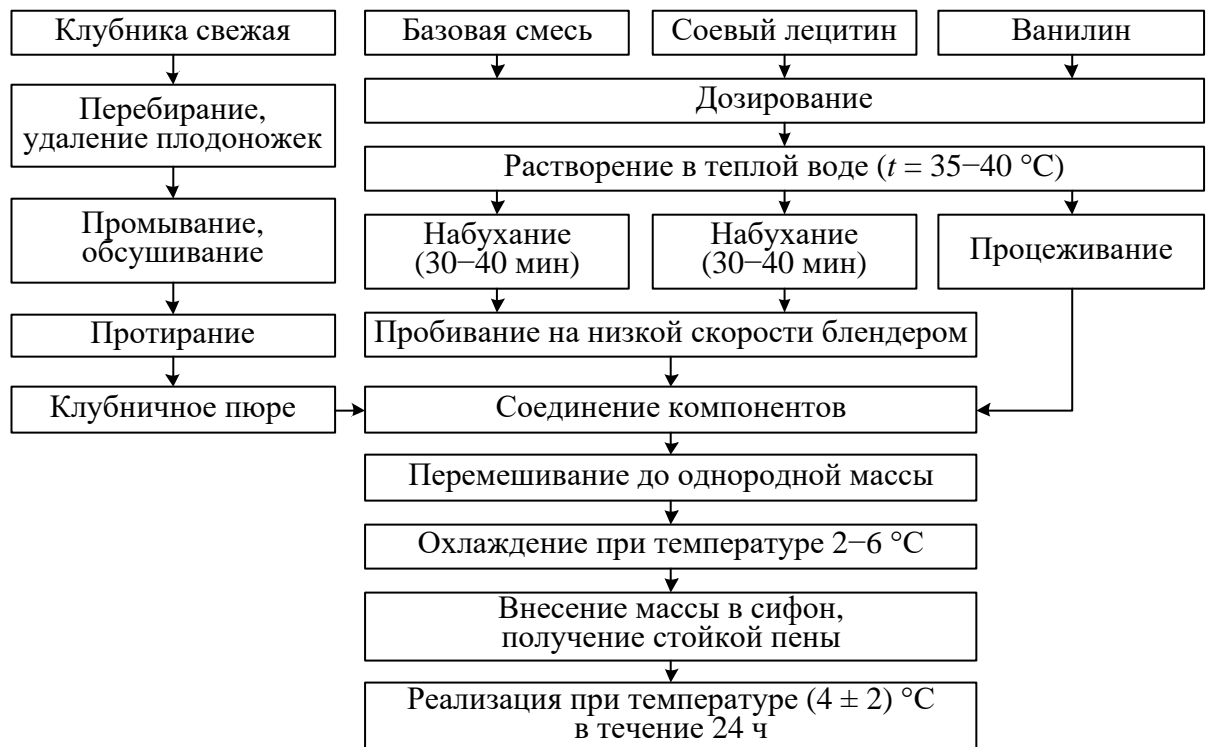 Клубника свежая
Базовая смесь
Соевый лецитин
Ванилин
Перебирание,
удаление плодоножек
Дозирование
Растворение в теплой воде (t = 35−40 °C)
Промывание,
обсушивание
Набухание
(30−40 мин)
Набухание
(30−40 мин)
Процеживание
Протирание
Пробивание на низкой скорости блендером
Клубничное пюре
Соединение компонентов
Перемешивание до однородной массы
Охлаждение при температуре 2−6 °C
Внесение массы в сифон,
получение стойкой пены
Реализация при температуре (4 ± 2) °C
в течение 24 ч